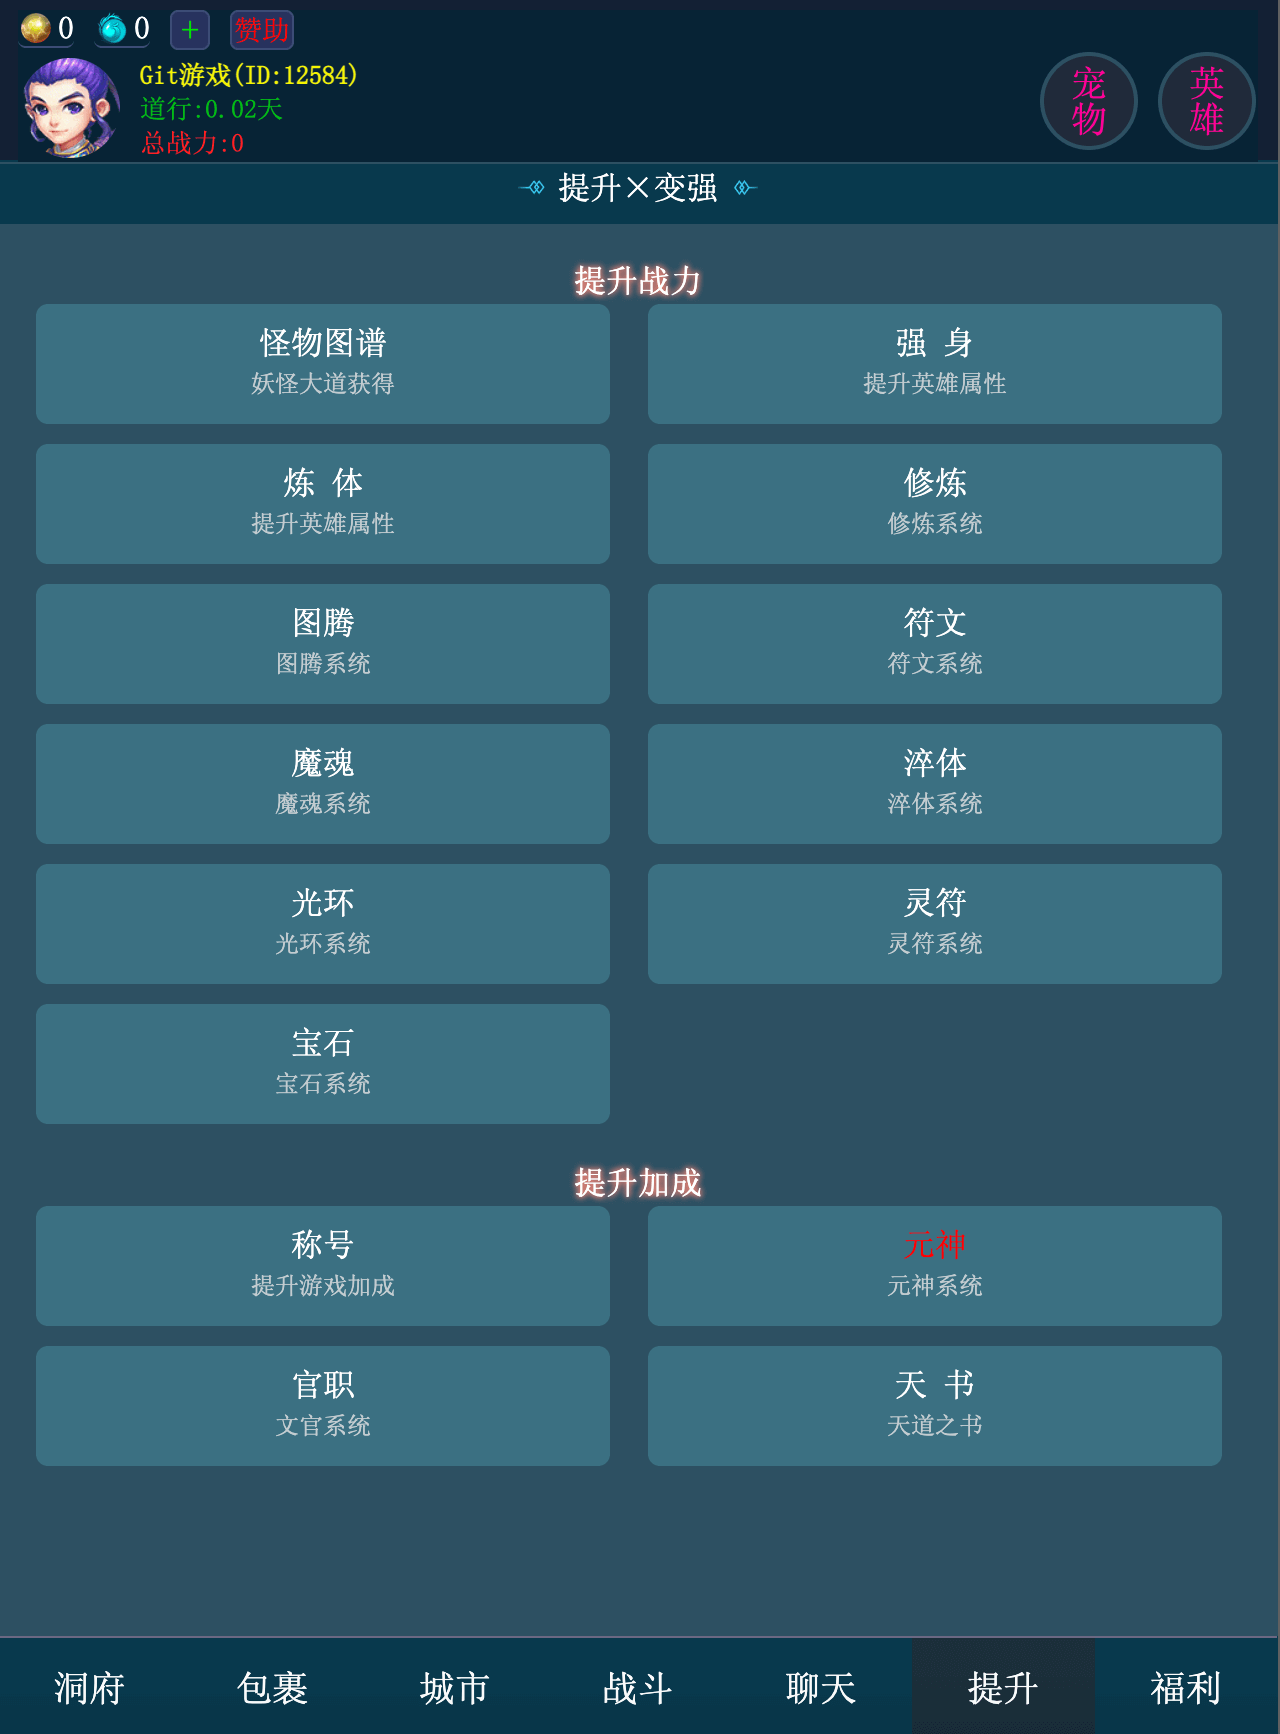 0 0 + 赞助
Git游戏(ID:12584)
道行:0.02天
总战力:0
宠物
英雄
提升×变强
提升战力
怪物图谱
妖怪大道获得
强 身
提升英雄属性
炼 体
提升英雄属性
修炼
修炼系统
图腾
图腾系统
符文
符文系统
魔魂
魔魂系统
淬体
淬体系统
光环
光环系统
灵符
灵符系统
宝石
宝石系统
提升加成
称号
提升游戏加成
元神
元神系统
官职
文官系统
天 书
天道之书
洞府 包裹 城市 战斗 聊天 提升 福利